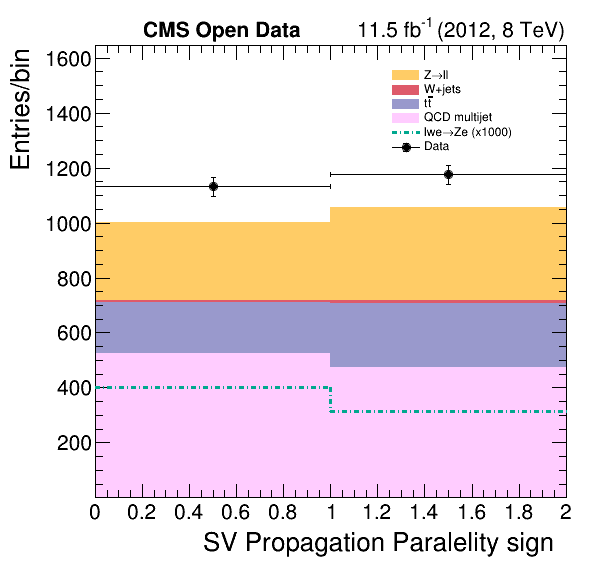 CMS Open Data 11.5 fb⁻¹ (2012, 8 TeV)
Entries/bin
1600
1400
1200
1000
800
600
400
200
Z→ll
W+jets
tt̄
QCD multijet
lwe→Ze (x1000)
Data
0 0.2 0.4 0.6 0.8 1 1.2 1.4 1.6 1.8 2
SV Propagation Paralelity sign